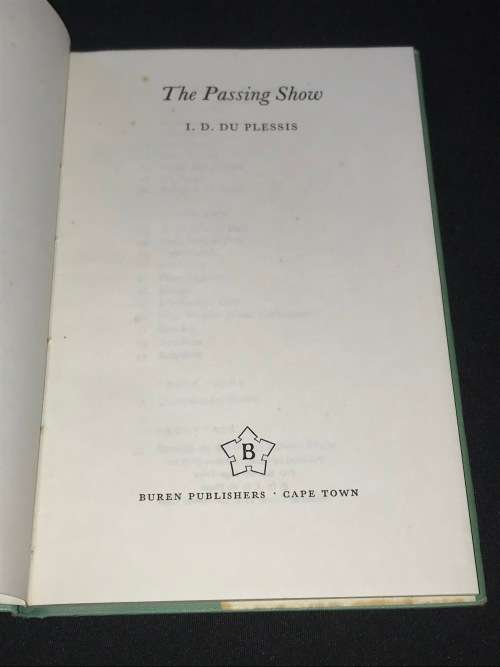 The Passing Show
I. D. DU PLESSIS
B
BUREN PUBLISHERS · CAPE TOWN